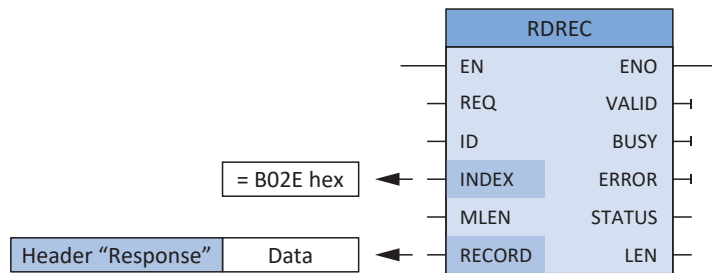 RDREC
EN ENO
REQ VALID
ID BUSY
= B02E hex INDEX ERROR
MLEN STATUS
Header “Response” Data RECORD LEN